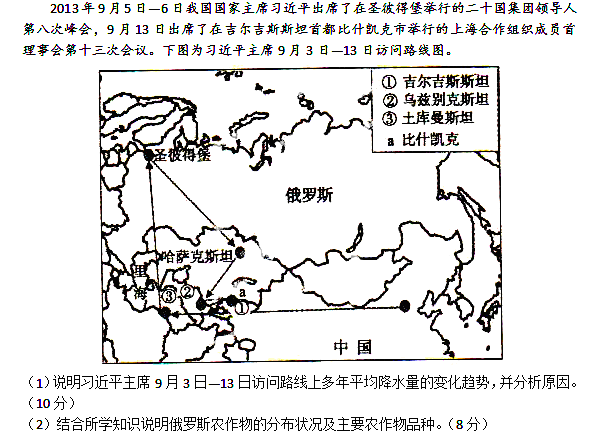 2013年9月5日—6日我国国家主席习近平出席了在圣彼得堡举行的二十国集团领导人
第八次峰会，9月13日出席了在吉尔吉斯斯坦首都比什凯克市举行的上海合作组织成员首
理事会第十三次会议。下图为习近平主席9月3日—13日访问路线图。
① 吉尔吉斯斯坦
② 乌兹别克斯坦
③ 土库曼斯坦
a 比什凯克
圣彼得堡
俄罗斯
哈萨克斯坦
里海
③ ② a
①
中 国
（1）说明习近平主席9月3日—13日访问路线上多年平均降水量的变化趋势，并分析原因。
（10分）
（2）结合所学知识说明俄罗斯农作物的分布状况及主要农作物品种。（8分）